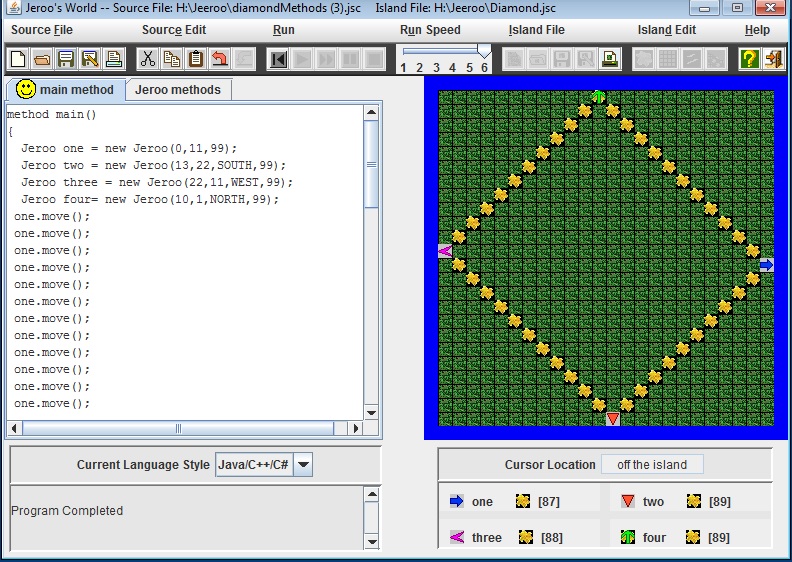 Jeroo's World -- Source File: H:\Jeeroo\diamondMethods (3).jsc    Island File: H:\Jeeroo\Diamond.jsc
Source File    Source Edit    Run    Run Speed    Island File    Island Edit    Help
1 2 3 4 5 6
?
main method    Jeroo methods
method main()
{
  Jeroo one = new Jeroo(0,11,99);
  Jeroo two = new Jeroo(13,22,SOUTH,99);
  Jeroo three = new Jeroo(22,11,WEST,99);
  Jeroo four= new Jeroo(10,1,NORTH,99);
 one.move();
 one.move();
 one.move();
 one.move();
 one.move();
 one.move();
 one.move();
 one.move();
 one.move();
 one.move();
 one.move();
 one.move();
Current Language Style    Java/C++/C#
Program Completed
Cursor Location    off the island
one [87]    two [89]
three [88]    four [89]